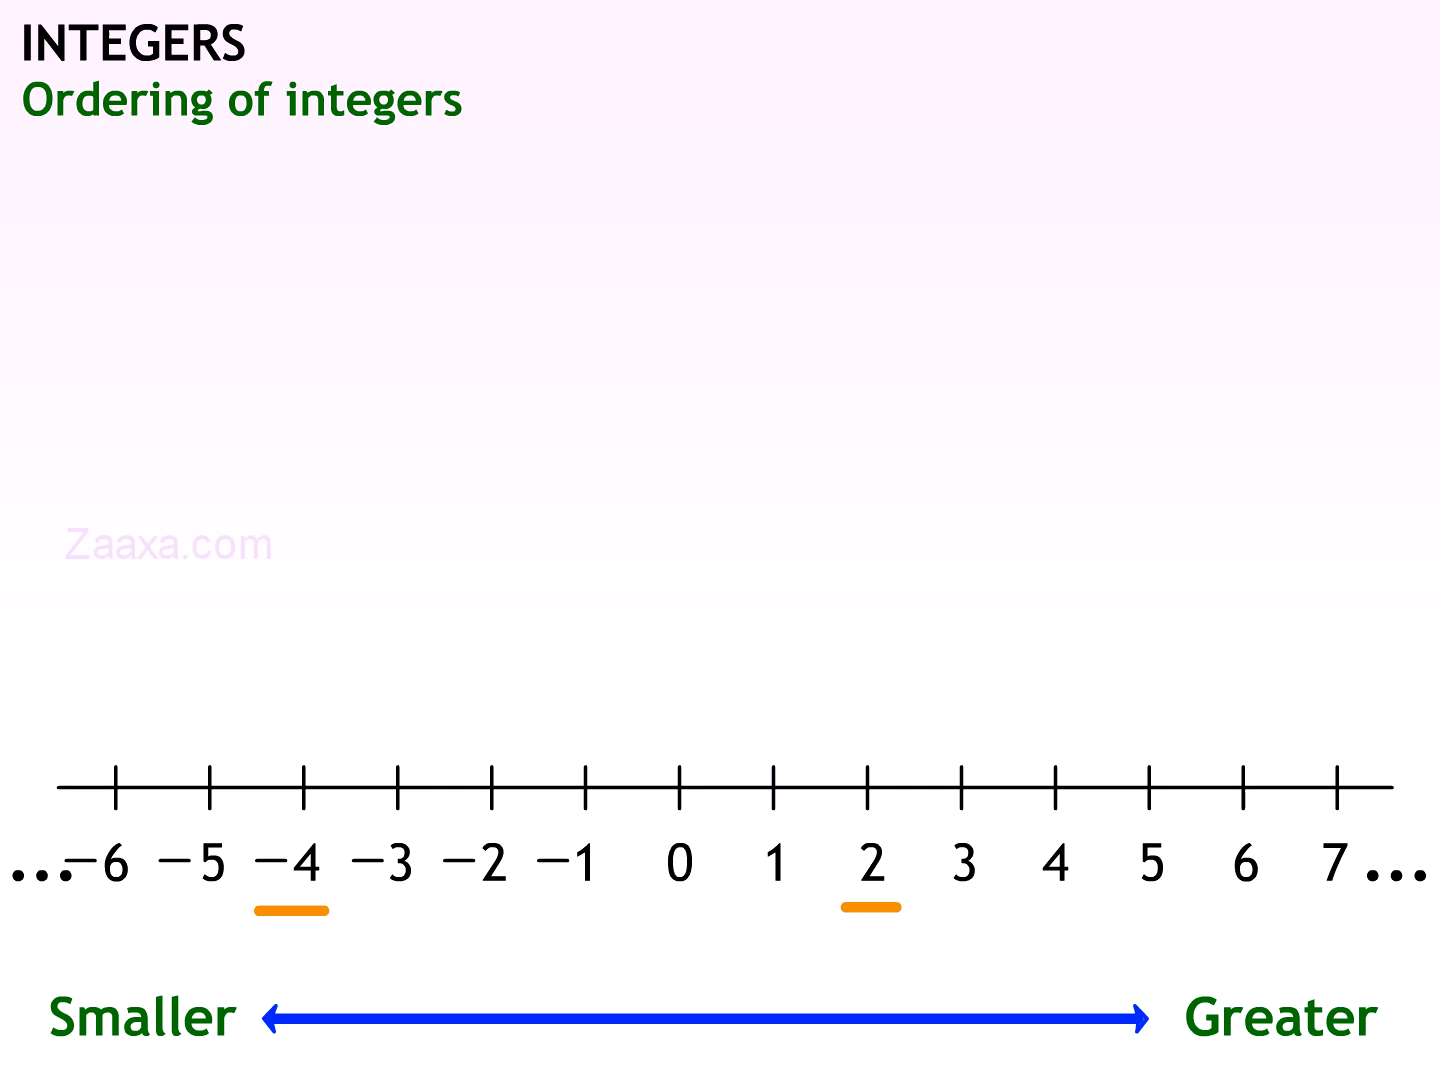 INTEGERS
Ordering of integers
Zaaxa.com
...−6 −5 −4 −3 −2 −1 0 1 2 3 4 5 6 7 ...
Smaller Greater